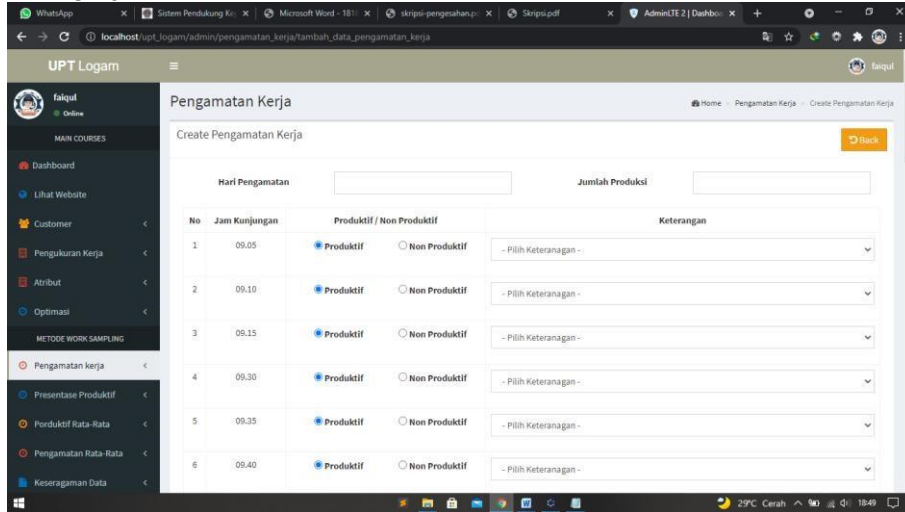 WhatsApp
Sistem Pendukung Kep
Microsoft Word - 181
skripsi-pengesahan.p
Skripsi.pdf
AdminLTE 2 | Dashbo
localhost/upt_logam/admin/pengamatan_kerja/tambah_data_pengamatan_kerja
UPT Logam
faiqul
faiqul
Online
MAIN COURSES
Dashboard
Lihat Website
Customer
Pengukuran Kerja
Atribut
Optimasi
METODE WORK SAMPLING
Pengamatan kerja
Presentase Produktif
Porduktif Rata-Rata
Pengamatan Rata-Rata
Keseragaman Data
Pengamatan Kerja
Home Pengamatan Kerja Create Pengamatan Kerja
Create Pengamatan Kerja
Back
Hari Pengamatan Jumlah Produksi
No Jam Kunjungan Produktif / Non Produktif Keterangan
1 09.05 Produktif Non Produktif - Pilih Keteranagan -
2 09.10 Produktif Non Produktif - Pilih Keteranagan -
3 09.15 Produktif Non Produktif - Pilih Keteranagan -
4 09.30 Produktif Non Produktif - Pilih Keteranagan -
5 09.35 Produktif Non Produktif - Pilih Keteranagan -
6 09.40 Produktif Non Produktif - Pilih Keteranagan -
29°C Cerah 18:49